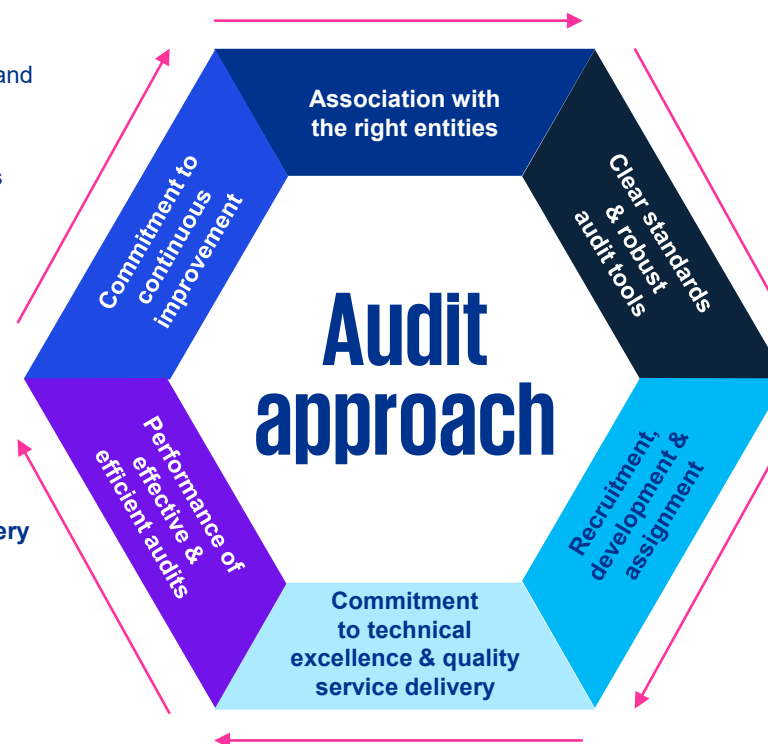 and
s
ery
Association with
the right entities
Clear standards
& robust
audit tools
Recruitment,
development &
assignment
Commitment
to technical
excellence & quality
service delivery
Performance of
effective &
efficient audits
Commitment to
continuous
improvement
Audit
approach